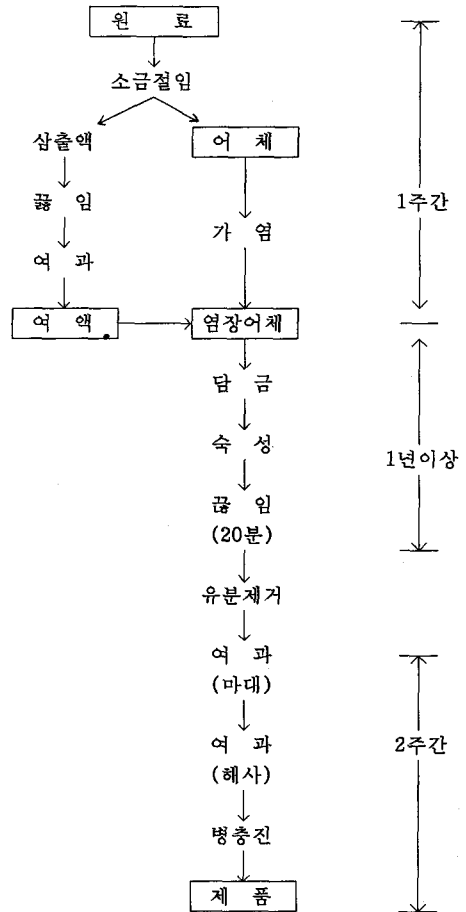 원 료
소금절임
삼출액
어 체
끓 임
가 염
1주간
여 과
여 액
염장어체
담 금
숙 성
1년이상
끊임
(20분)
유분제거
여 과
(마대)
여 과
(해사)
2주간
병충진
제 품